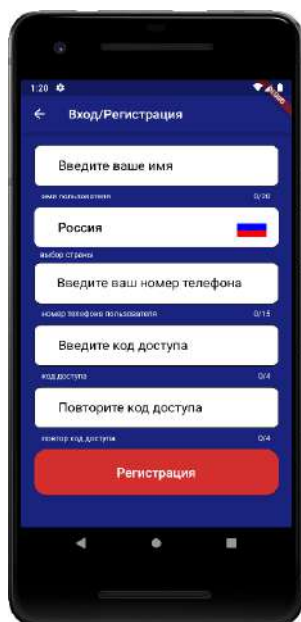 1:20
Вход/Регистрация
Введите ваше имя
имя пользователя 0/20
Россия
выбор страны
Введите ваш номер телефона
номер телефона пользователя 0/15
Введите код доступа
код доступа 0/4
Повторите код доступа
повтор код доступа 0/4
Регистрация